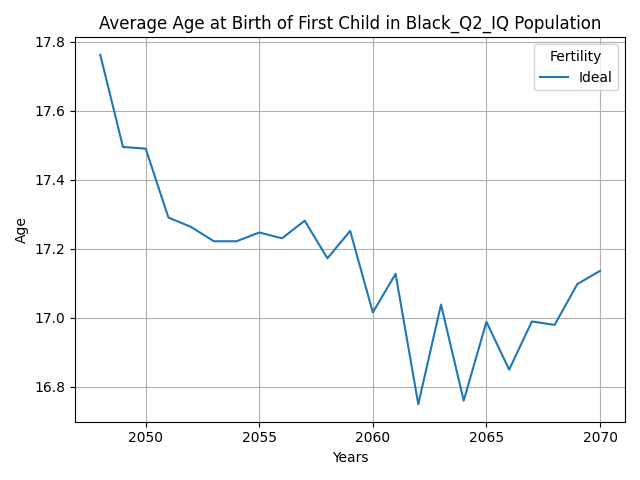 Average Age at Birth of First Child in Black_Q2_IQ Population
Fertility
Ideal
17.8
17.6
17.4
17.2
17.0
16.8
Age
2050
2055
2060
2065
2070
Years